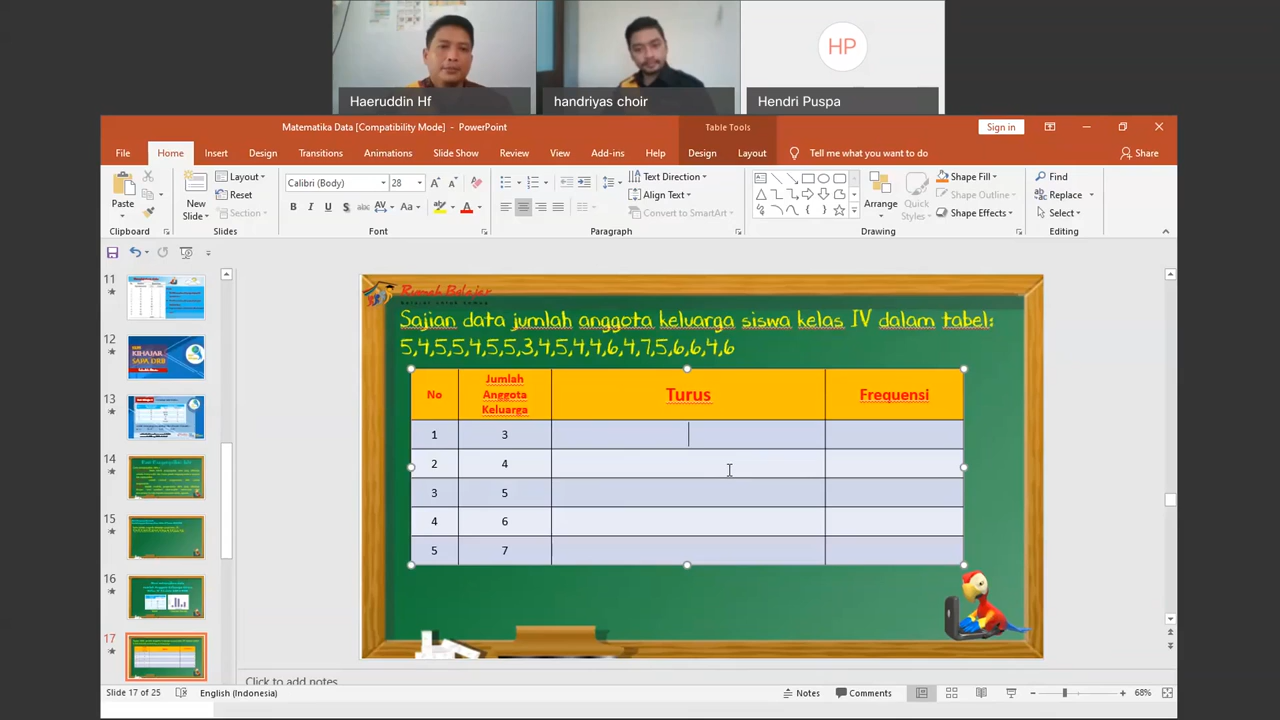 HP
Haeruddin Hf
handriyas choir
Hendri Puspa
Matematika Data [Compatibility Mode] - PowerPoint
Table Tools
Sign in
File Home Insert Design Transitions Animations Slide Show Review View Add-ins Help Design Layout Tell me what you want to do Share
Paste
New Slide
Layout
Reset
Section
Calibri (Body) 28
Text Direction
Align Text
Convert to SmartArt
Arrange
Quick Styles
Shape Fill
Shape Outline
Shape Effects
Find
Replace
Select
Clipboard Slides Font Paragraph Drawing Editing
11
12
13
14
15
16
17
KIHAJAR
Rumah Belajar
Sajian data jumlah anggota keluarga siswa kelas IV dalam tabel:
5,4,5,5,4,5,5,3,4,5,4,4,6,4,7,5,6,6,4,6
No Jumlah Anggota Keluarga Turus Frekuensi
1 3
2 4
3 5
4 6
5 7
Click to add notes
Slide 17 of 25 English (Indonesia) Notes Comments 68%